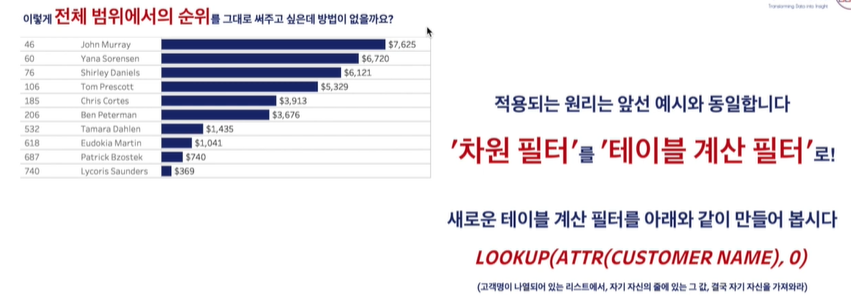 Transforming Data into Insight
이렇게 전체 범위에서의 순위를 그대로 써주고 싶은데 방법이 없을까요?
46 John Murray $7,625
60 Yana Sorensen $6,720
76 Shirley Daniels $6,121
106 Tom Prescott $5,329
185 Chris Cortes $3,913
206 Ben Peterman $3,676
532 Tamara Dahlen $1,435
618 Eudokia Martin $1,041
687 Patrick Bzostek $740
740 Lycoris Saunders $369
적용되는 원리는 앞선 예시와 동일합니다
'차원 필터'를 '테이블 계산 필터'로!
새로운 테이블 계산 필터를 아래와 같이 만들어 봅시다
LOOKUP(ATTR(CUSTOMER NAME), 0)
(고객명이 나열되어 있는 리스트에서, 자기 자신의 줄에 있는 그 값, 결국 자기 자신을 가져와라)